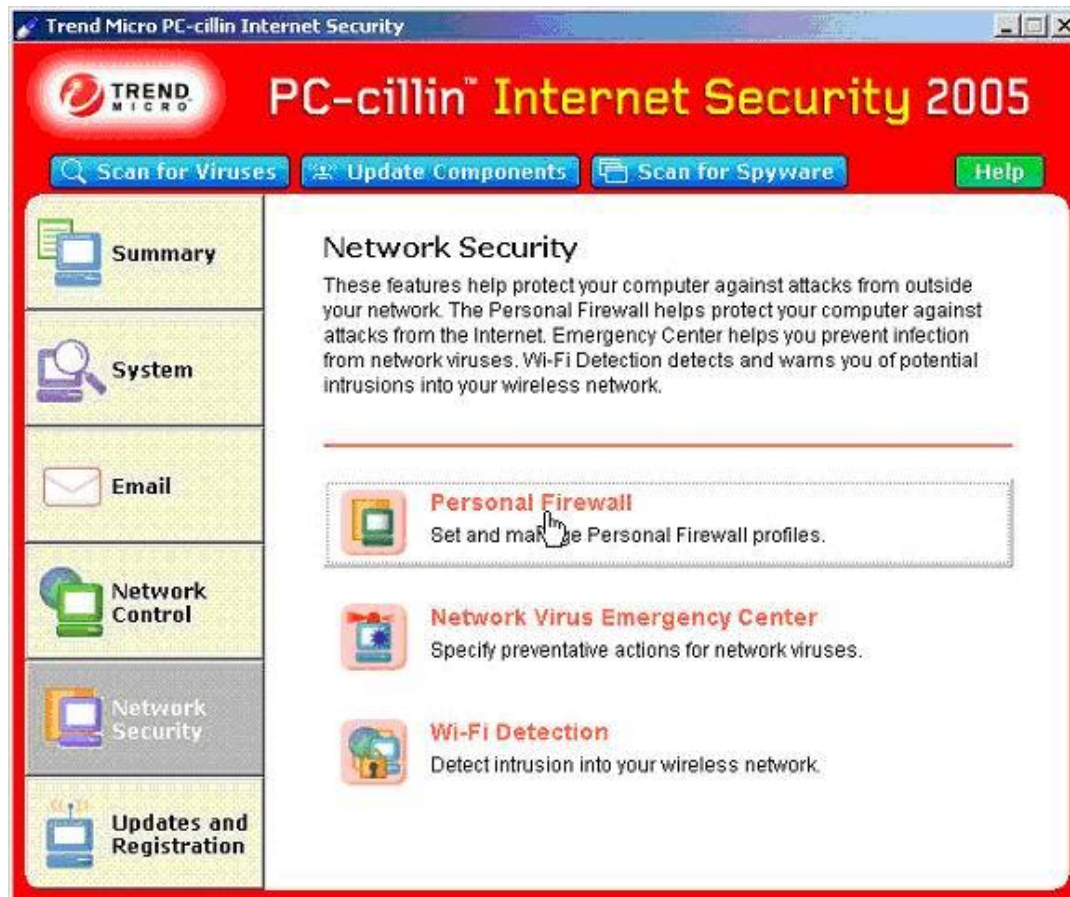 Trend Micro PC-cillin Internet Security
TREND
MICRO
PC-cillin™ Internet Security 2005
Scan for Viruses
Update Components
Scan for Spyware
Help
Summary
System
Email
Network
Control
Network
Security
Updates and
Registration
Network Security
These features help protect your computer against attacks from outside
your network. The Personal Firewall helps protect your computer against
attacks from the Internet. Emergency Center helps you prevent infection
from network viruses. Wi-Fi Detection detects and warns you of potential
intrusions into your wireless network.
Personal Firewall
Set and manage Personal Firewall profiles.
Network Virus Emergency Center
Specify preventative actions for network viruses.
Wi-Fi Detection
Detect intrusion into your wireless network.